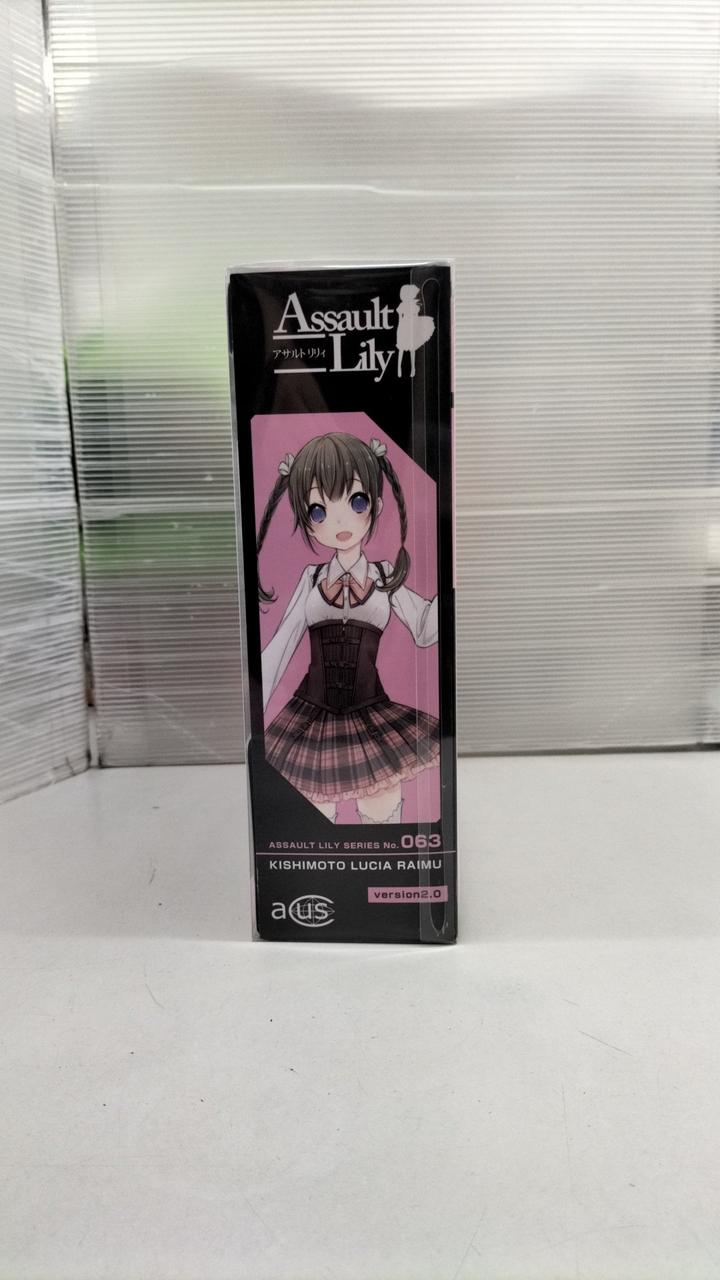 Assault
アサルトリリィ
Lily
ASSAULT LILY SERIES No.063
KISHIMOTO LUCIA RAIMU
version2.0
acus